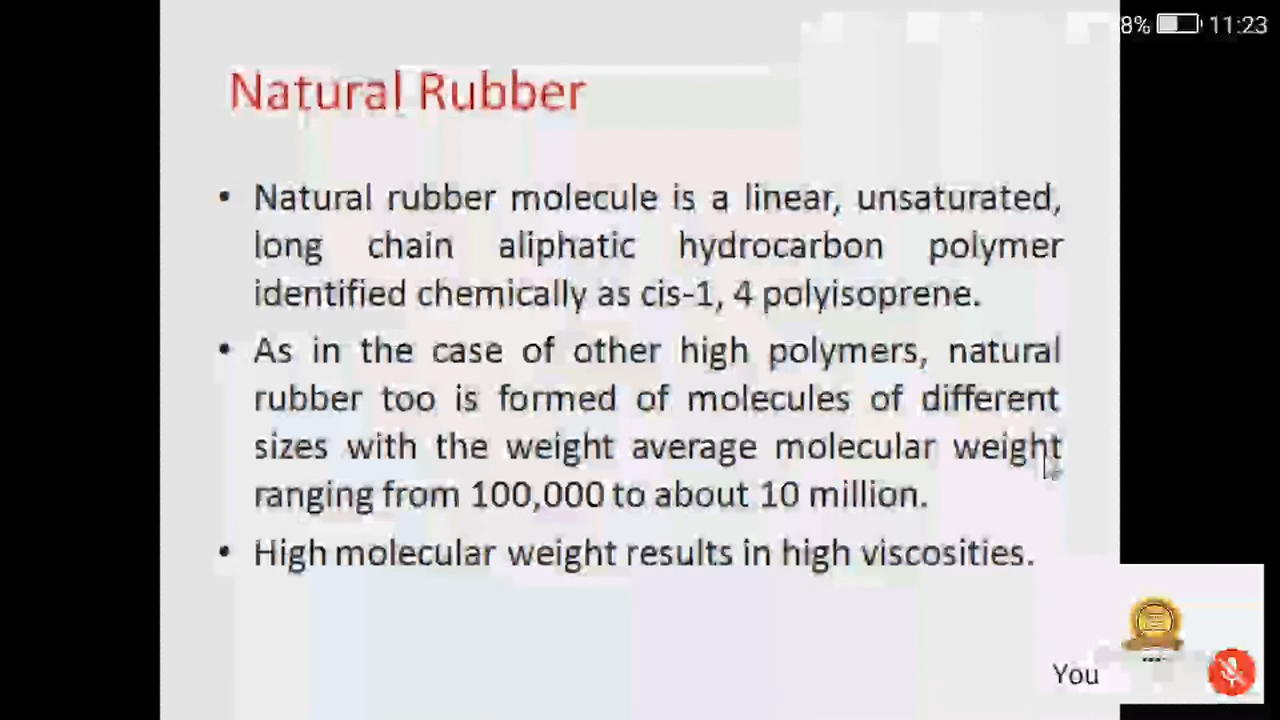 8% 11:23
Natural Rubber
• Natural rubber molecule is a linear, unsaturated,
long chain aliphatic hydrocarbon polymer
identified chemically as cis-1, 4 polyisoprene.
• As in the case of other high polymers, natural
rubber too is formed of molecules of different
sizes with the weight average molecular weight
ranging from 100,000 to about 10 million.
• High molecular weight results in high viscosities.
You